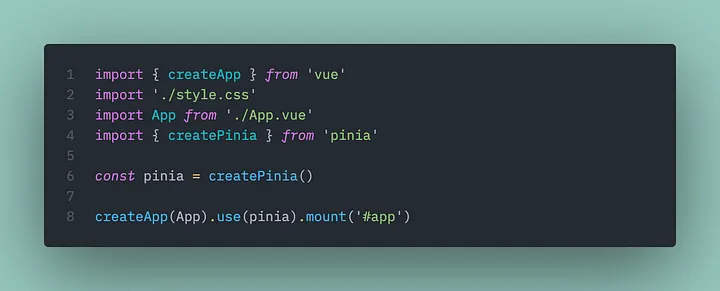 1 import { createApp } from 'vue'
2 import './style.css'
3 import App from './App.vue'
4 import { createPinia } from 'pinia'
5
6 const pinia = createPinia()
7
8 createApp(App).use(pinia).mount('#app')